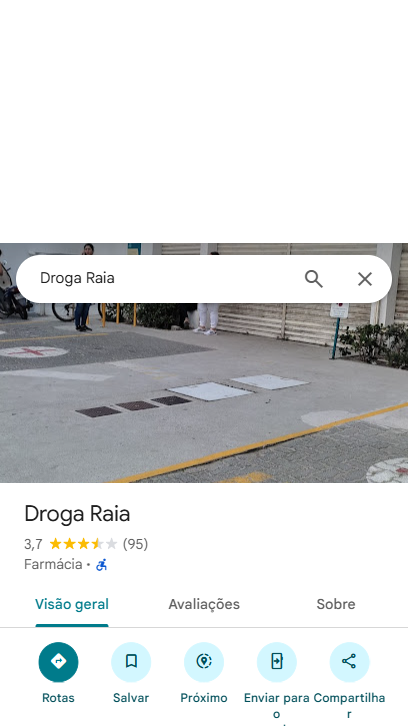 Droga Raia
Droga Raia
3,7 (95)
Farmácia ·
Visão geral Avaliações Sobre
Rotas Salvar Próximo Enviar para o Compartilhar